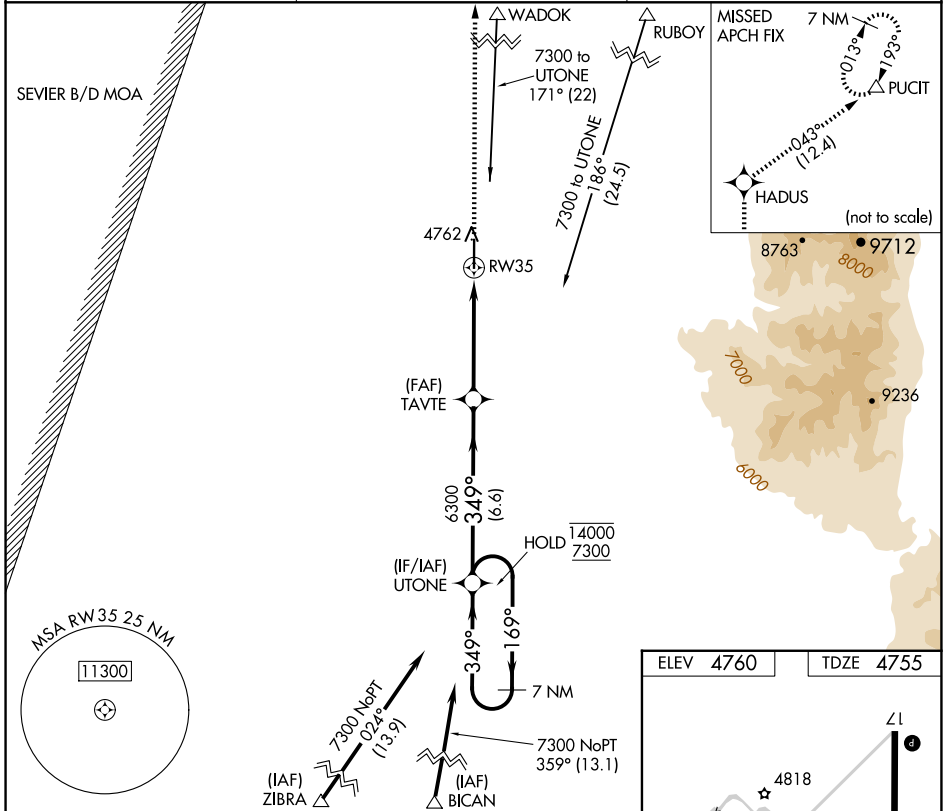 WADOK
RUBOY
7300 to
UTONE
171° (22)
7300 to UTONE
186°
(24.5)
SEVIER B/D MOA
MISSED
APCH FIX
7 NM
013°
193°
PUCIT
043°
(12.4)
HADUS
(not to scale)
4762
RW35
8763
9712
8000
7000
9236
6000
(FAF)
TAVTE
6300
349°
(6.6)
HOLD
14000
7300
(IF/IAF)
UTONE
349°
169°
7 NM
MSA RW35 25 NM
11300
7300 NoPT
024°
(13.9)
(IAF)
ZIBRA
7300 NoPT
359° (13.1)
(IAF)
BICAN
ELEV 4760
TDZE 4755
17
P
4818